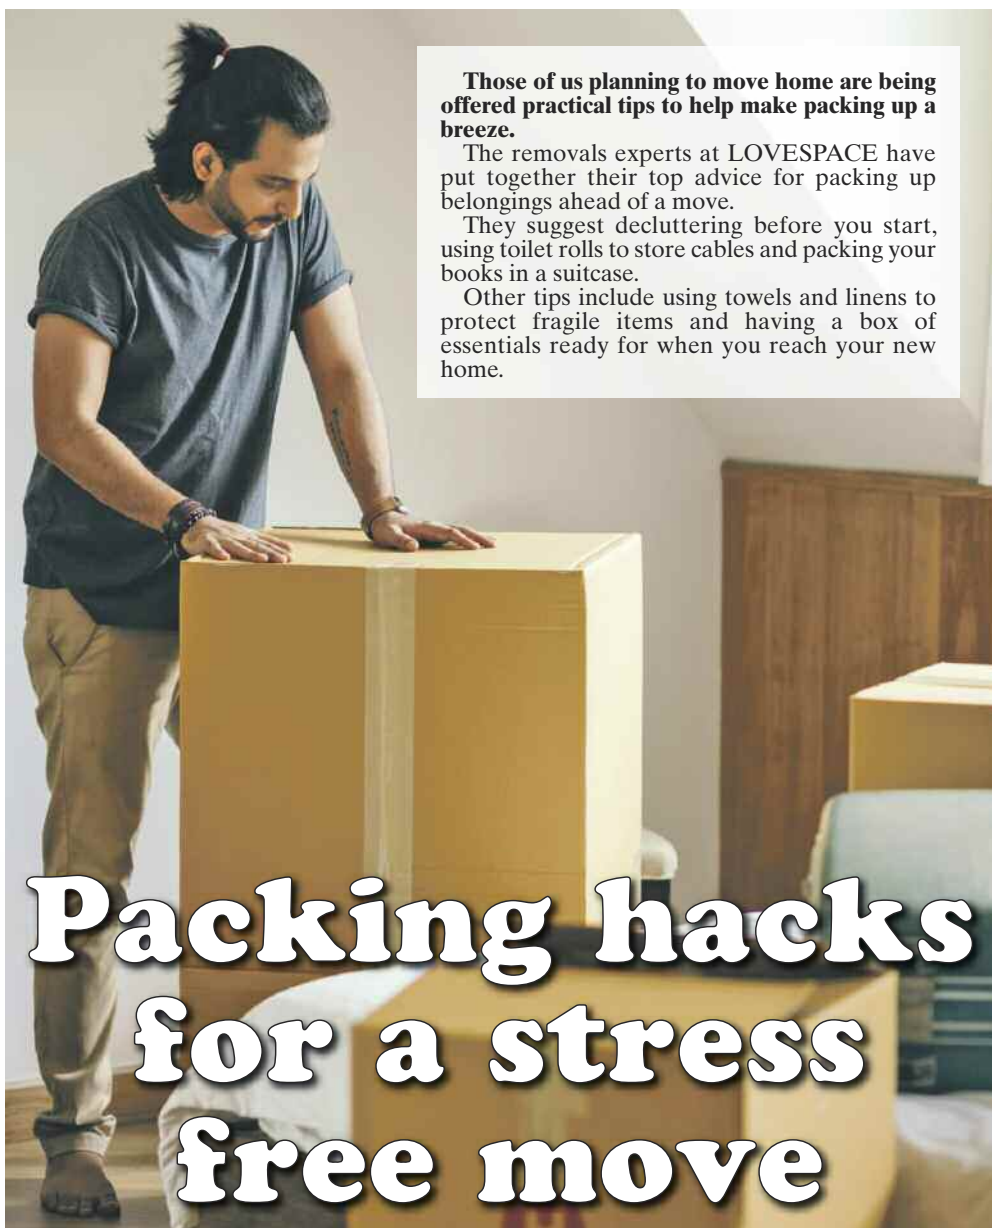 Those of us planning to move home are being
offered practical tips to help make packing up a
breeze.
The removals experts at LOVESPACE have
put together their top advice for packing up
belongings ahead of a move.
They suggest decluttering before you start,
using toilet rolls to store cables and packing your
books in a suitcase.
Other tips include using towels and linens to
protect fragile items and having a box of
essentials ready for when you reach your new
home.
Packing hacks
for a stress
free move